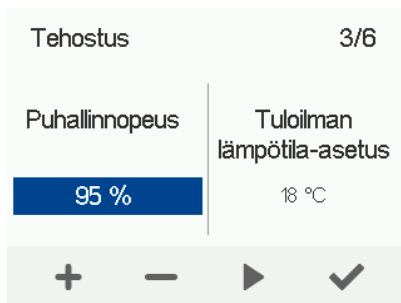 Tehostus 3/6
Puhallinnopeus
95 %
Tuloilman
lämpötila-asetus
18 °C